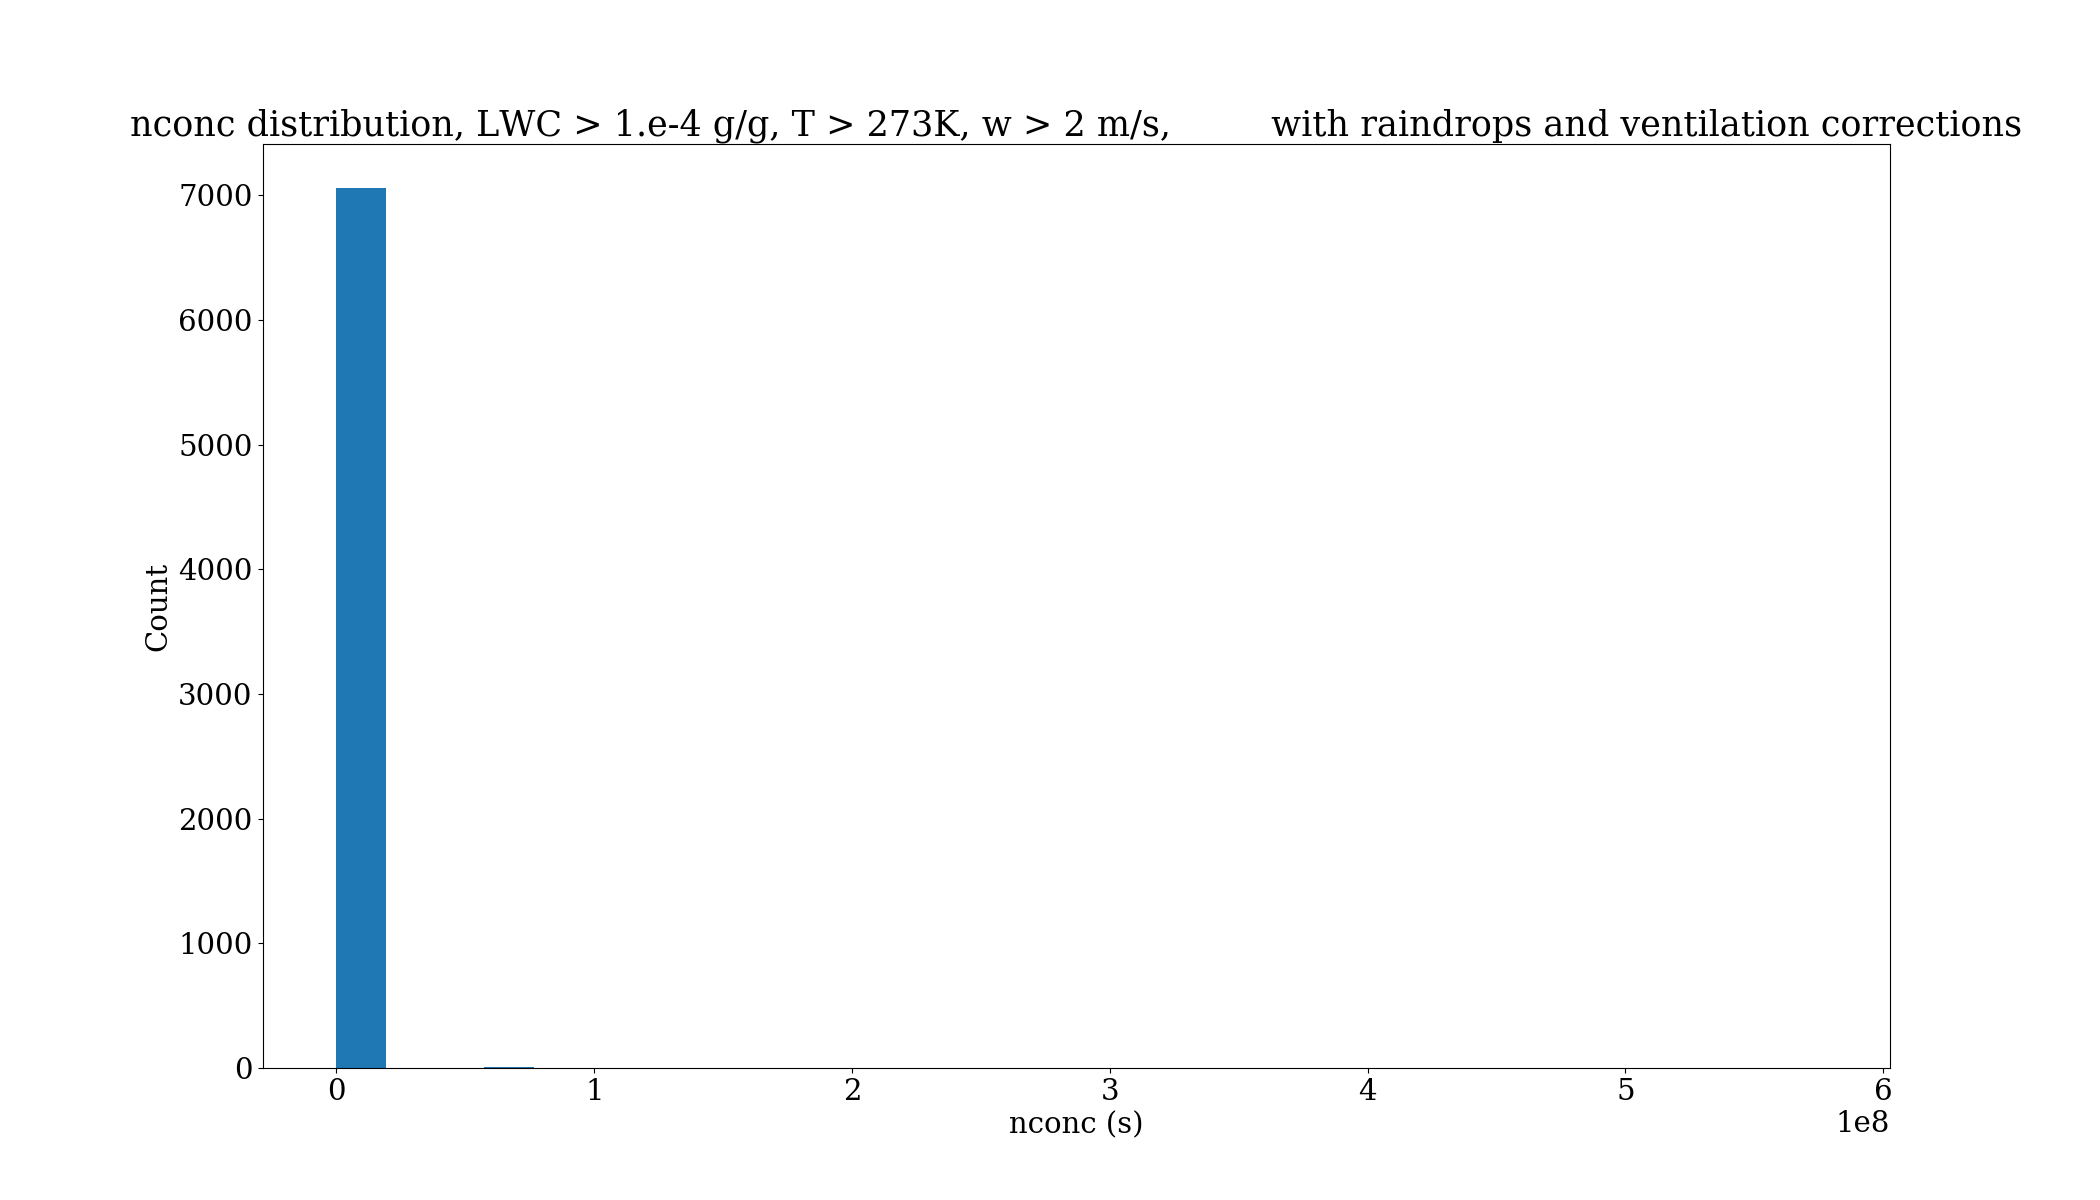 nconc distribution, LWC > 1.e-4 g/g, T > 273K, w > 2 m/s,         with raindrops and ventilation corrections
7000
6000
5000
4000
3000
2000
1000
0
Count
0 1 2 3 4 5 6
1e8
nconc (s)